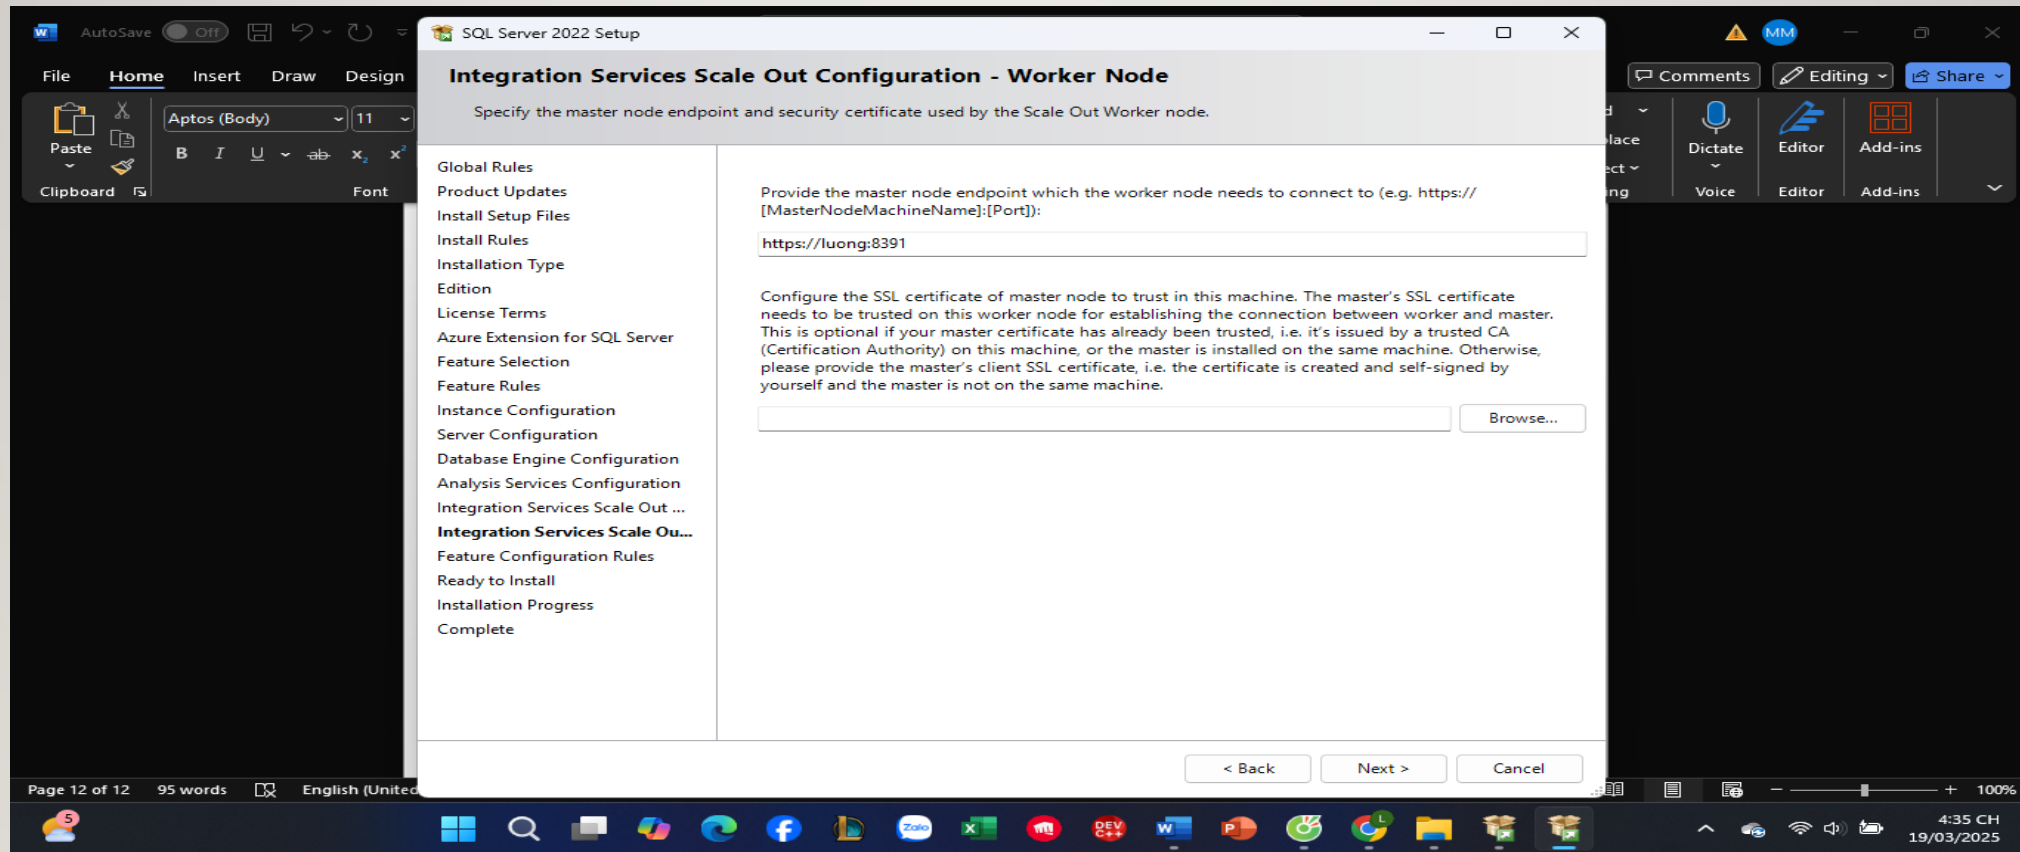 AutoSave Off
SQL Server 2022 Setup
MM
File Home Insert Draw Design
Integration Services Scale Out Configuration - Worker Node
Comments Editing Share
Specify the master node endpoint and security certificate used by the Scale Out Worker node.
Aptos (Body) 11
Paste
B I U ab x₂ x²
Dictate Editor Add-ins
Clipboard Font
Voice Editor Add-ins
Global Rules
Product Updates
Install Setup Files
Install Rules
Installation Type
Edition
License Terms
Azure Extension for SQL Server
Feature Selection
Feature Rules
Instance Configuration
Server Configuration
Database Engine Configuration
Analysis Services Configuration
Integration Services Scale Out ...
Integration Services Scale Ou...
Feature Configuration Rules
Ready to Install
Installation Progress
Complete
Provide the master node endpoint which the worker node needs to connect to (e.g. https://
[MasterNodeMachineName]:[Port]):
https://luong:8391
Configure the SSL certificate of master node to trust in this machine. The master's SSL certificate
needs to be trusted on this worker node for establishing the connection between worker and master.
This is optional if your master certificate has already been trusted, i.e. it's issued by a trusted CA
(Certification Authority) on this machine, or the master is installed on the same machine. Otherwise,
please provide the master's client SSL certificate, i.e. the certificate is created and self-signed by
yourself and the master is not on the same machine.
Browse...
< Back Next > Cancel
Page 12 of 12 95 words English (United
100%
5
Zalo
DEV
C++
L
4:35 CH
19/03/2025